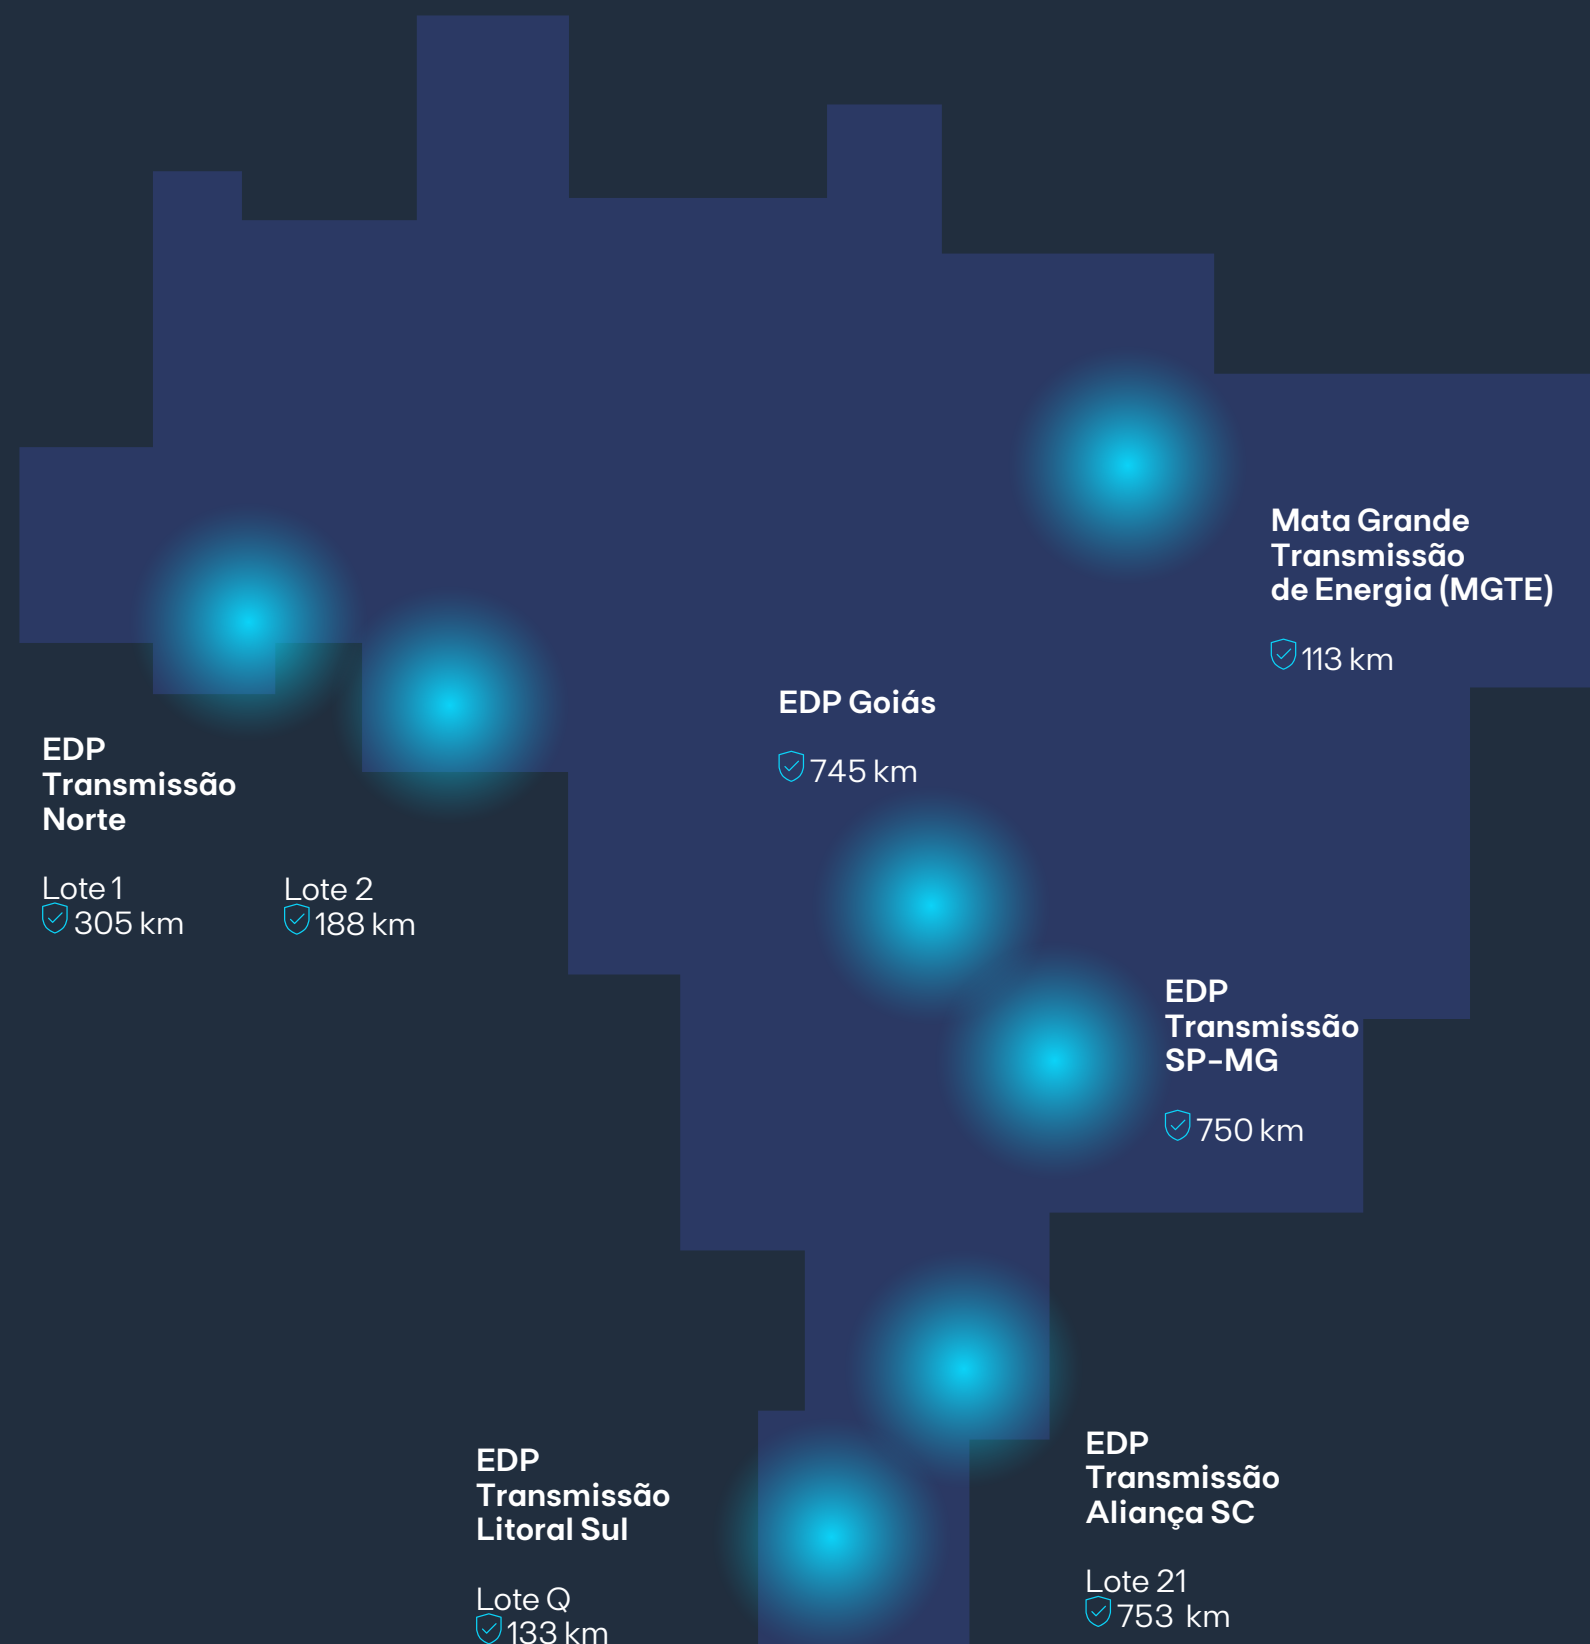 Mata Grande
Transmissão
de Energia (MGTE)
113 km
EDP Goiás
745 km
EDP
Transmissão
Norte
Lote 1
305 km
Lote 2
188 km
EDP
Transmissão
SP-MG
750 km
EDP
Transmissão
Litoral Sul
Lote Q
133 km
EDP
Transmissão
Aliança SC
Lote 21
753 km